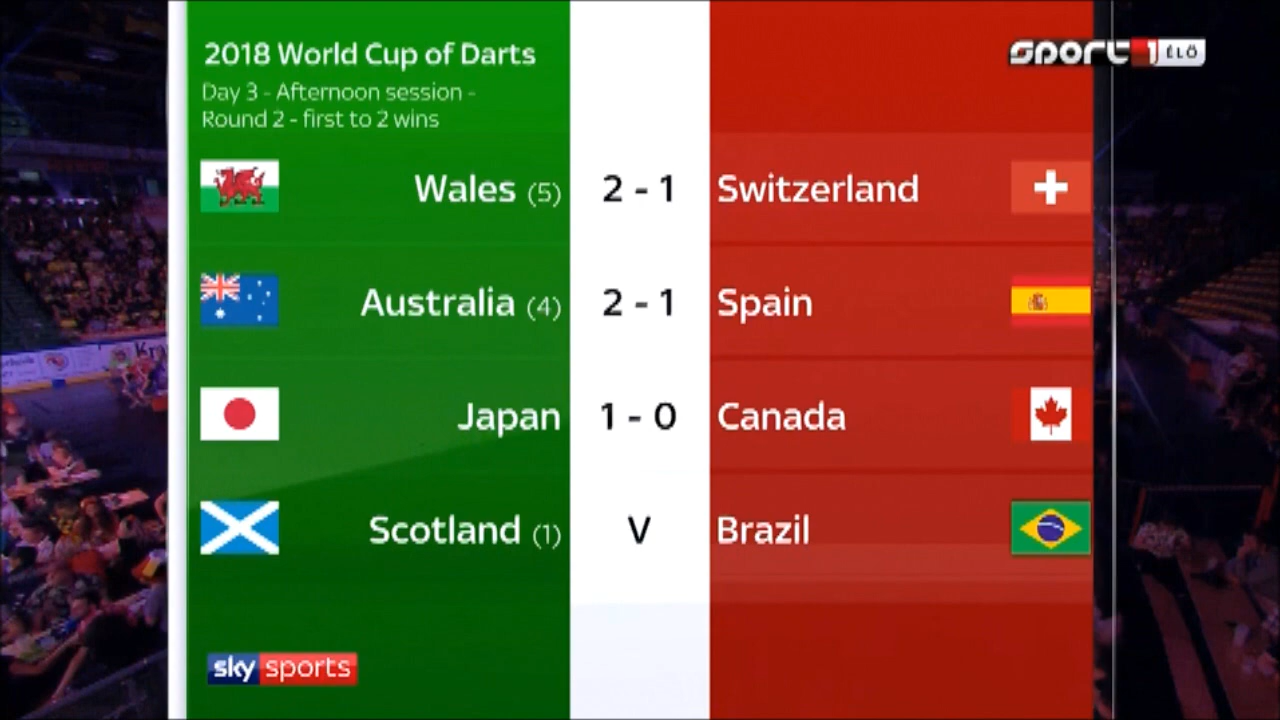 2018 World Cup of Darts
sport1 ÉLŐ
Day 3 - Afternoon session -
Round 2 - first to 2 wins
Wales (5) 2 - 1 Switzerland
Australia (4) 2 - 1 Spain
Japan 1 - 0 Canada
Scotland (1) V Brazil
sky sports